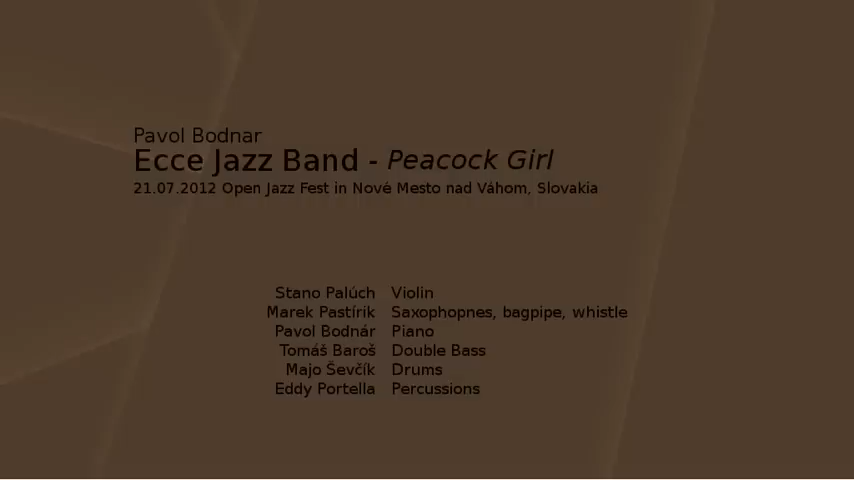 Pavol Bodnar
Ecce Jazz Band - Peacock Girl
21.07.2012 Open Jazz Fest in Nové Mesto nad Váhom, Slovakia
Stano Palúch Violin
Marek Pastírik Saxophopnes, bagpipe, whistle
Pavol Bodnár Piano
Tomáš Baroš Double Bass
Majo Ševčík Drums
Eddy Portella Percussions